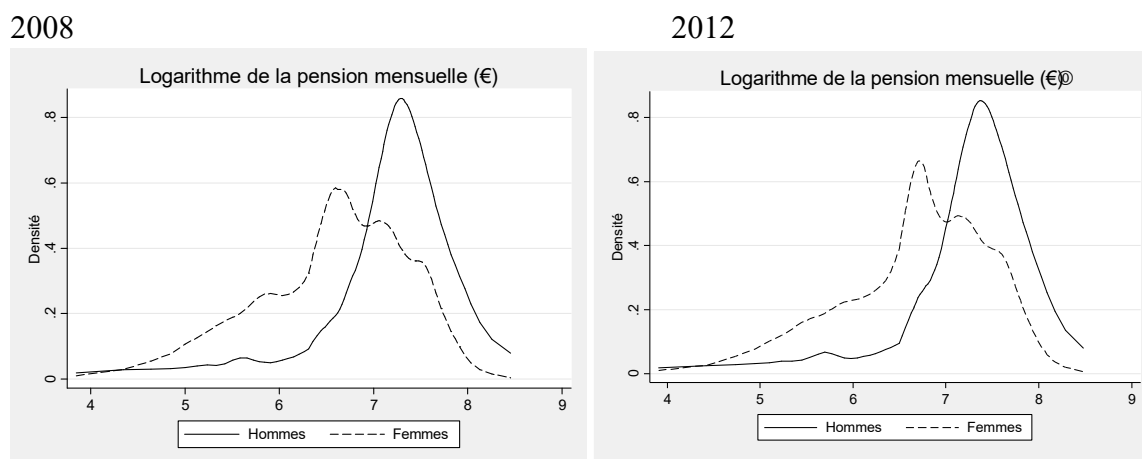 2008
2012
Logarithme de la pension mensuelle (€)
Densité
0 .2 .4 .6 .8
4 5 6 7 8 9
Hommes Femmes
Logarithme de la pension mensuelle (€)®
Densité
0 .2 .4 .6 .8
4 5 6 7 8 9
Hommes Femmes